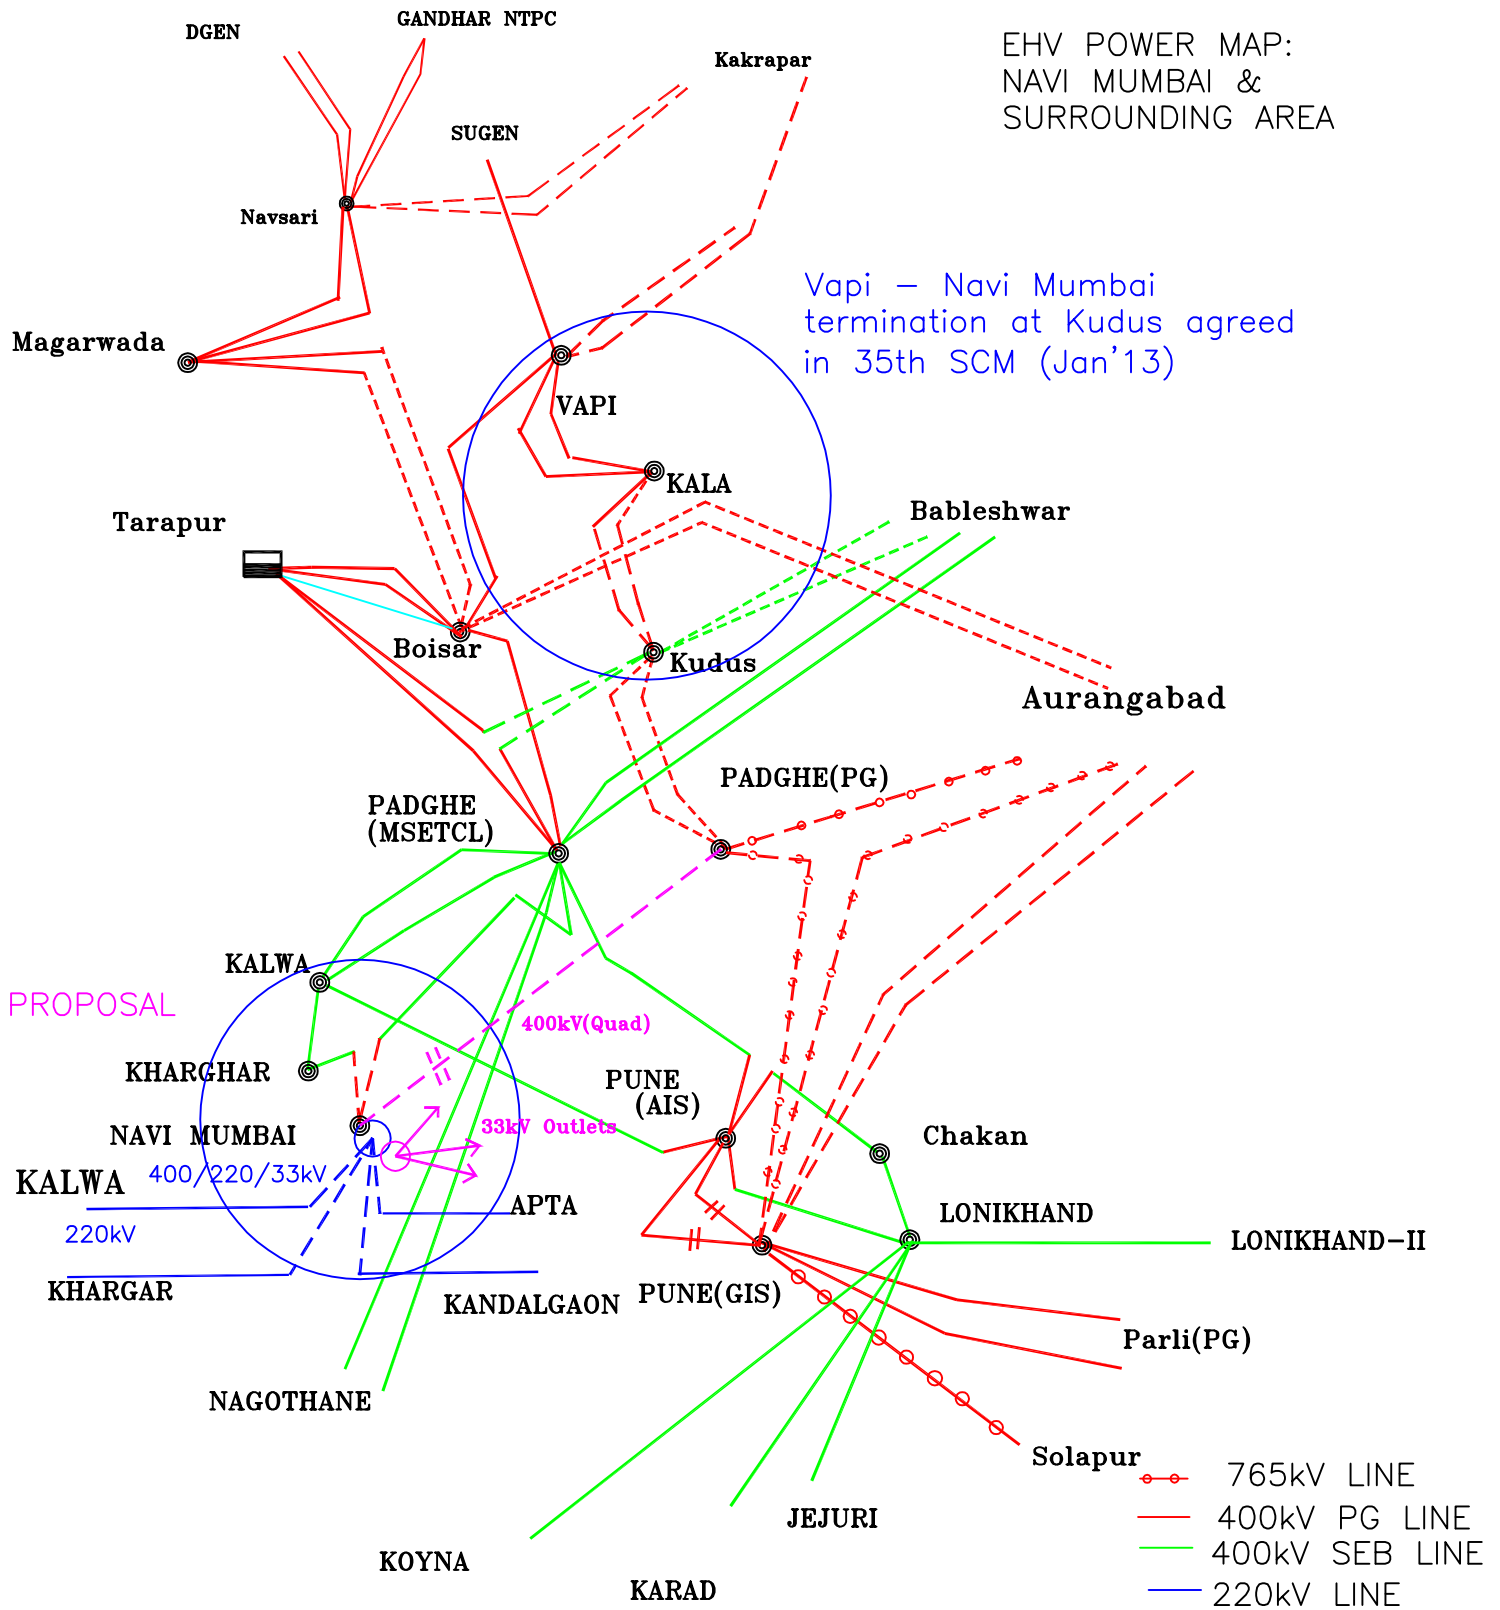 DGEN
GANDHAR NTPC
Kakrapar
EHV POWER MAP:
NAVI MUMBAI &
SURROUNDING AREA
SUGEN
Navsari
Vapi - Navi Mumbai
termination at Kudus agreed
in 35th SCM (Jan'13)
Magarwada
VAPI
KALA
Tarapur
Bableshwar
Boisar
Kudus
Aurangabad
PADGHE(PG)
PADGHE
(MSETCL)
KALWA
PROPOSAL
400kV(Quad)
KHARGHAR
PUNE
(AIS)
33kV Outlets
NAVI MUMBAI
Chakan
400/220/33kV
KALWA
APTA
LONIKHAND
220kV
LONIKHAND-II
KHARGAR
KANDALGAON
PUNE(GIS)
Parli(PG)
NAGOTHANE
Solapur
765kV LINE
400kV PG LINE
JEJURI
400kV SEB LINE
KOYNA
KARAD
220kV LINE